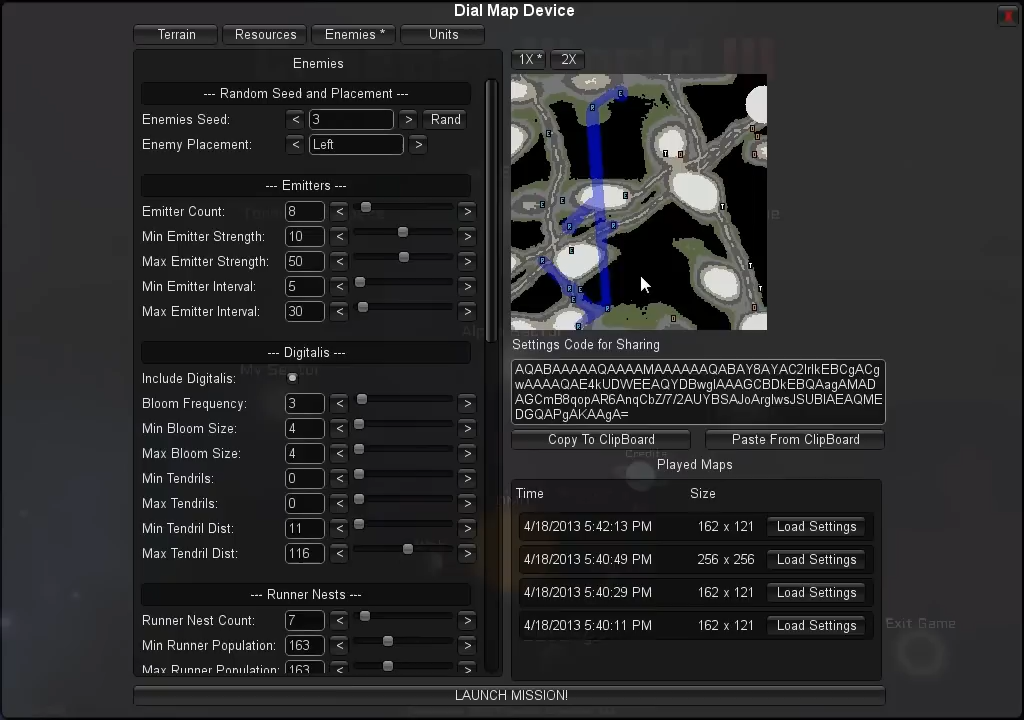 Dial Map Device
X
Terrain Resources Enemies * Units
Enemies
--- Random Seed and Placement ---
Enemies Seed: < 3 > Rand
Enemy Placement: < Left >
--- Emitters ---
Emitter Count: 8 < >
Min Emitter Strength: 10 < >
Max Emitter Strength: 50 < >
Min Emitter Interval: 5 < >
Max Emitter Interval: 30 < >
--- Digitalis ---
Include Digitalis:
Bloom Frequency: 3 < >
Min Bloom Size: 4 < >
Max Bloom Size: 4 < >
Min Tendrils: 0 < >
Max Tendrils: 0 < >
Min Tendril Dist: 11 < >
Max Tendril Dist: 116 < >
--- Runner Nests ---
Runner Nest Count: 7 < >
Min Runner Population: 163 < >
Max Runner Population: 163 < >
1X * 2X
Settings Code for Sharing
Copy To ClipBoard Paste From ClipBoard
Credits
Played Maps
Time Size
4/18/2013 5:42:13 PM 162 x 121 Load Settings
4/18/2013 5:40:49 PM 256 x 256 Load Settings
4/18/2013 5:40:29 PM 162 x 121 Load Settings
4/18/2013 5:40:11 PM 162 x 121 Load Settings
Exit Game
LAUNCH MISSION!